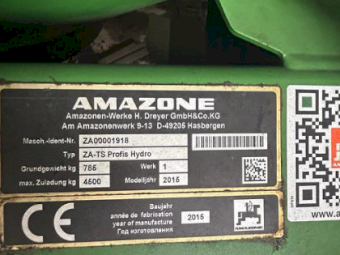 AMAZONE
Amazonen-Werke H. Dreyer GmbH&Co.KG
Am Amazonenwerk 9-13 D-49205 Hasbergen
Masch.-Ident-Nr. ZA00001918
Typ ZA-TS Profis Hydro
Grundgewicht kg 765 Werk 1
max. Zuladung kg 4500 Modelljahr 2015
CE
Baujahr
année de fabrication 2015
year of manufacture
Год изготовления
AMAZONE